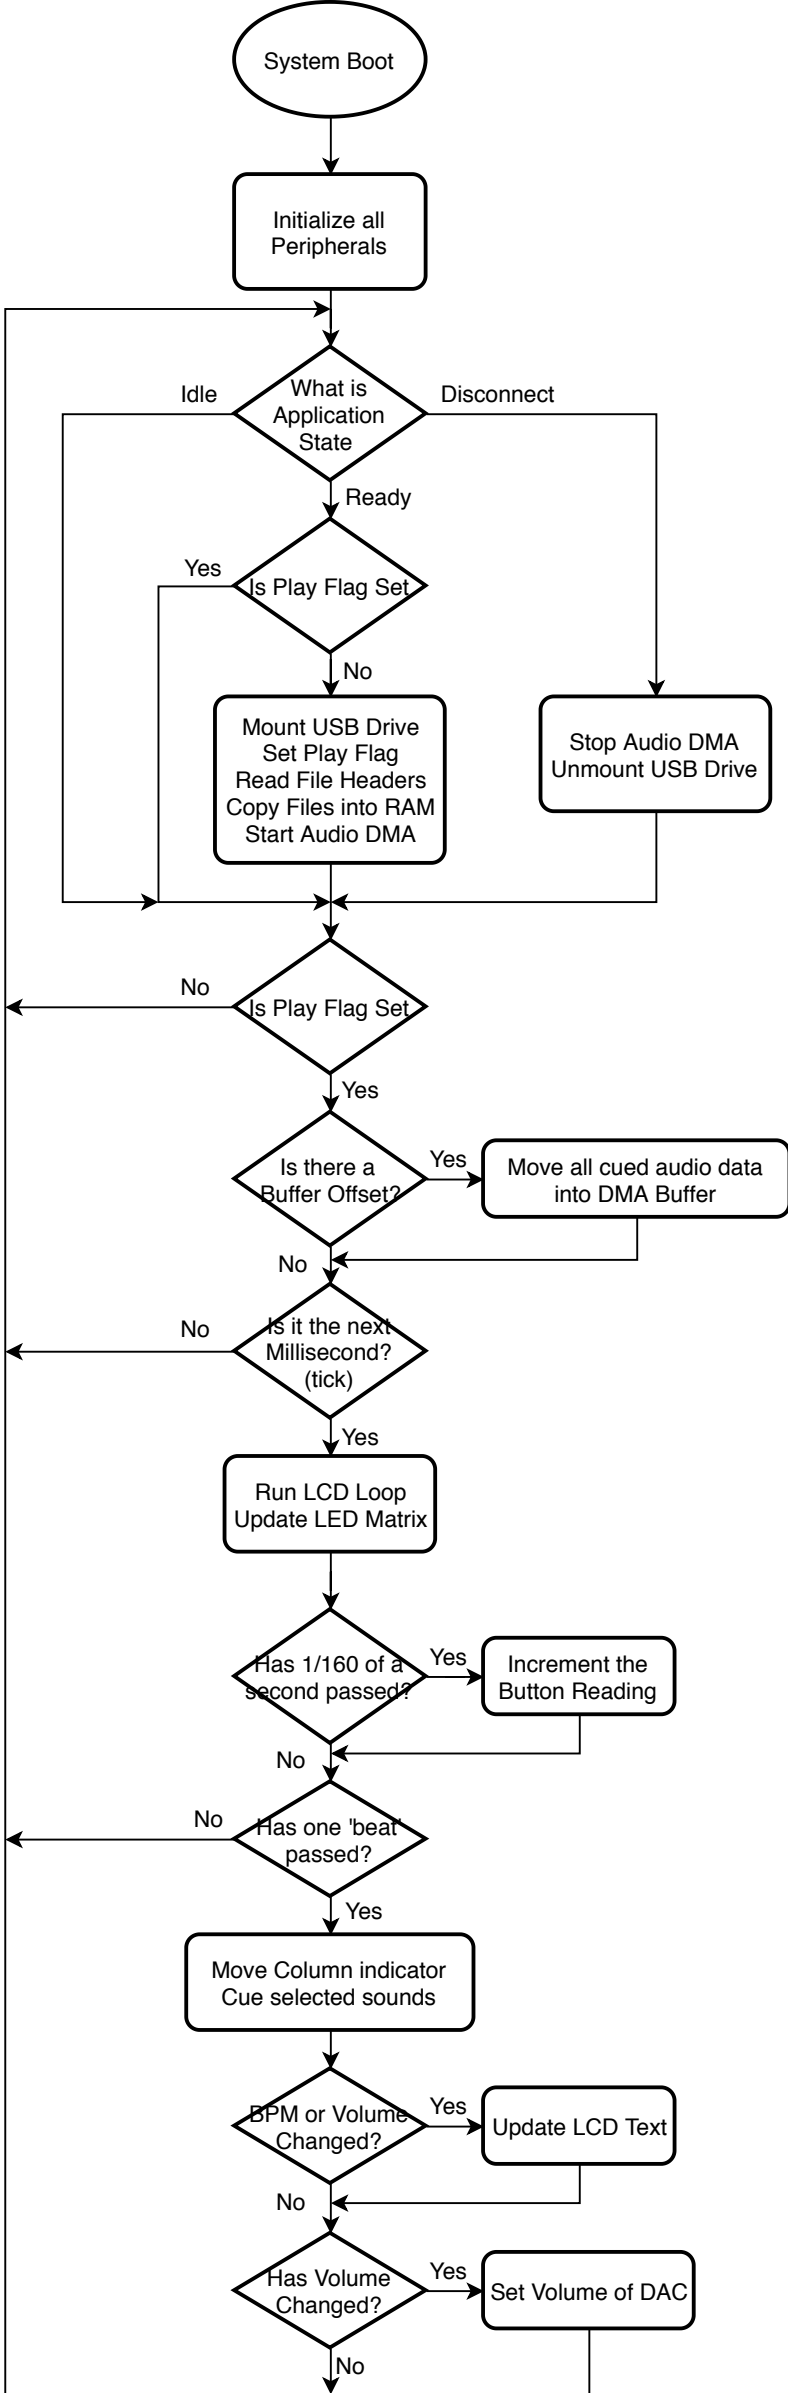 System Boot
Initialize all
Peripherals
What is
Application
State
Idle
Disconnect
Ready
Is Play Flag Set
Yes
No
Mount USB Drive
Set Play Flag
Read File Headers
Copy Files into RAM
Start Audio DMA
Stop Audio DMA
Unmount USB Drive
Is Play Flag Set
No
Yes
Is there a
Buffer Offset?
Yes
Move all cued audio data
into DMA Buffer
No
Is it the next
Millisecond?
(tick)
No
Yes
Run LCD Loop
Update LED Matrix
Has 1/160 of a
second passed?
Yes
Increment the
Button Reading
No
Has one 'beat'
passed?
No
Yes
Move Column indicator
Cue selected sounds
BPM or Volume
Changed?
Yes
Update LCD Text
No
Has Volume
Changed?
Yes
Set Volume of DAC
No